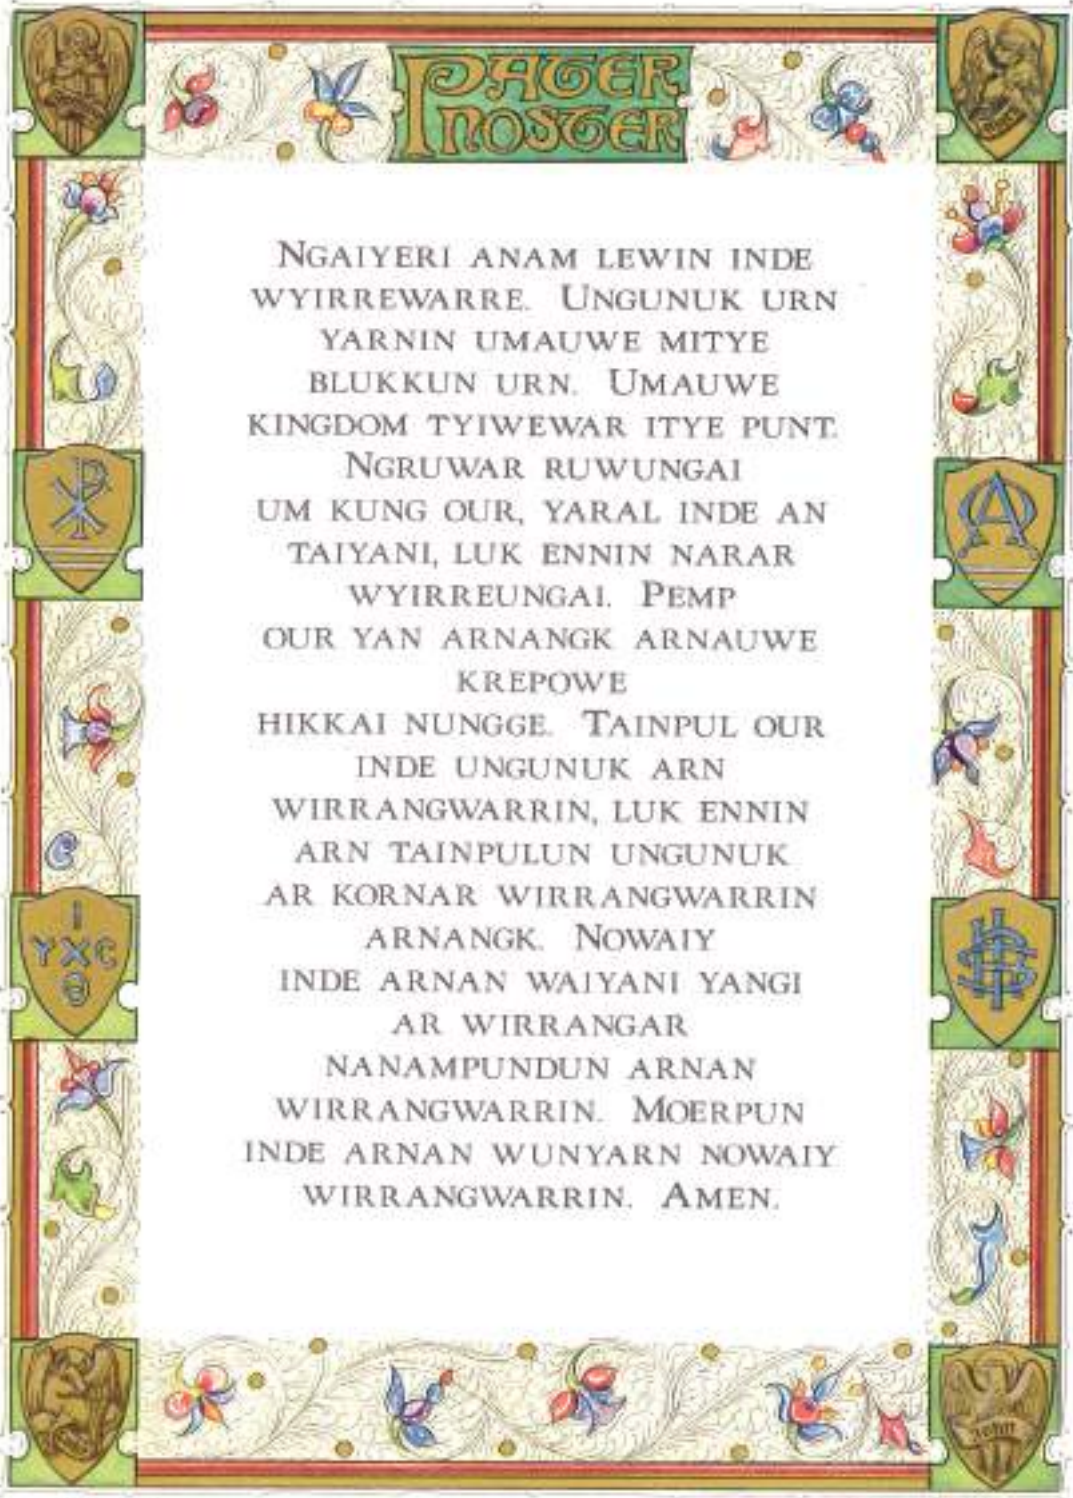 PATER
NOSTER
NGAIYERI ANAM LEWIN INDE
WYIRREWARRE. UNGUNUK URN
YARNIN UMAUWE MITYE
BLUKKUN URN. UMAUWE
KINGDOM TYIWEWAR ITYE PUNT.
NGRUWAR RUWUNGAI
UM KUNG OUR, YARAL INDE AN
TAIYANI, LUK ENNIN NARAR
WYIRREUNGAI. PEMP
OUR YAN ARNANGK ARNAUWE
KREPOWE
HIKKAI NUNGGE. TAINPUL OUR
INDE UNGUNUK ARN
WIRRANGWARRIN, LUK ENNIN
ARN TAINPULUN UNGUNUK
AR KORNAR WIRRANGWARRIN
ARNANGK. NOWAIY
INDE ARNAN WAIYANI YANGI
AR WIRRANGAR
NANAMPUNDUN ARNAN
WIRRANGWARRIN. MOERPUN
INDE ARNAN WUNYARN NOWAIY
WIRRANGWARRIN. AMEN.
I
ΥΧC
Θ
IHS